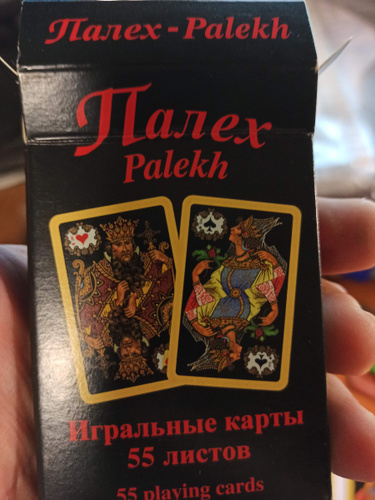 Палех - Palekh
Палех
Palekh
Игральные карты
55 листов
55 playing cards